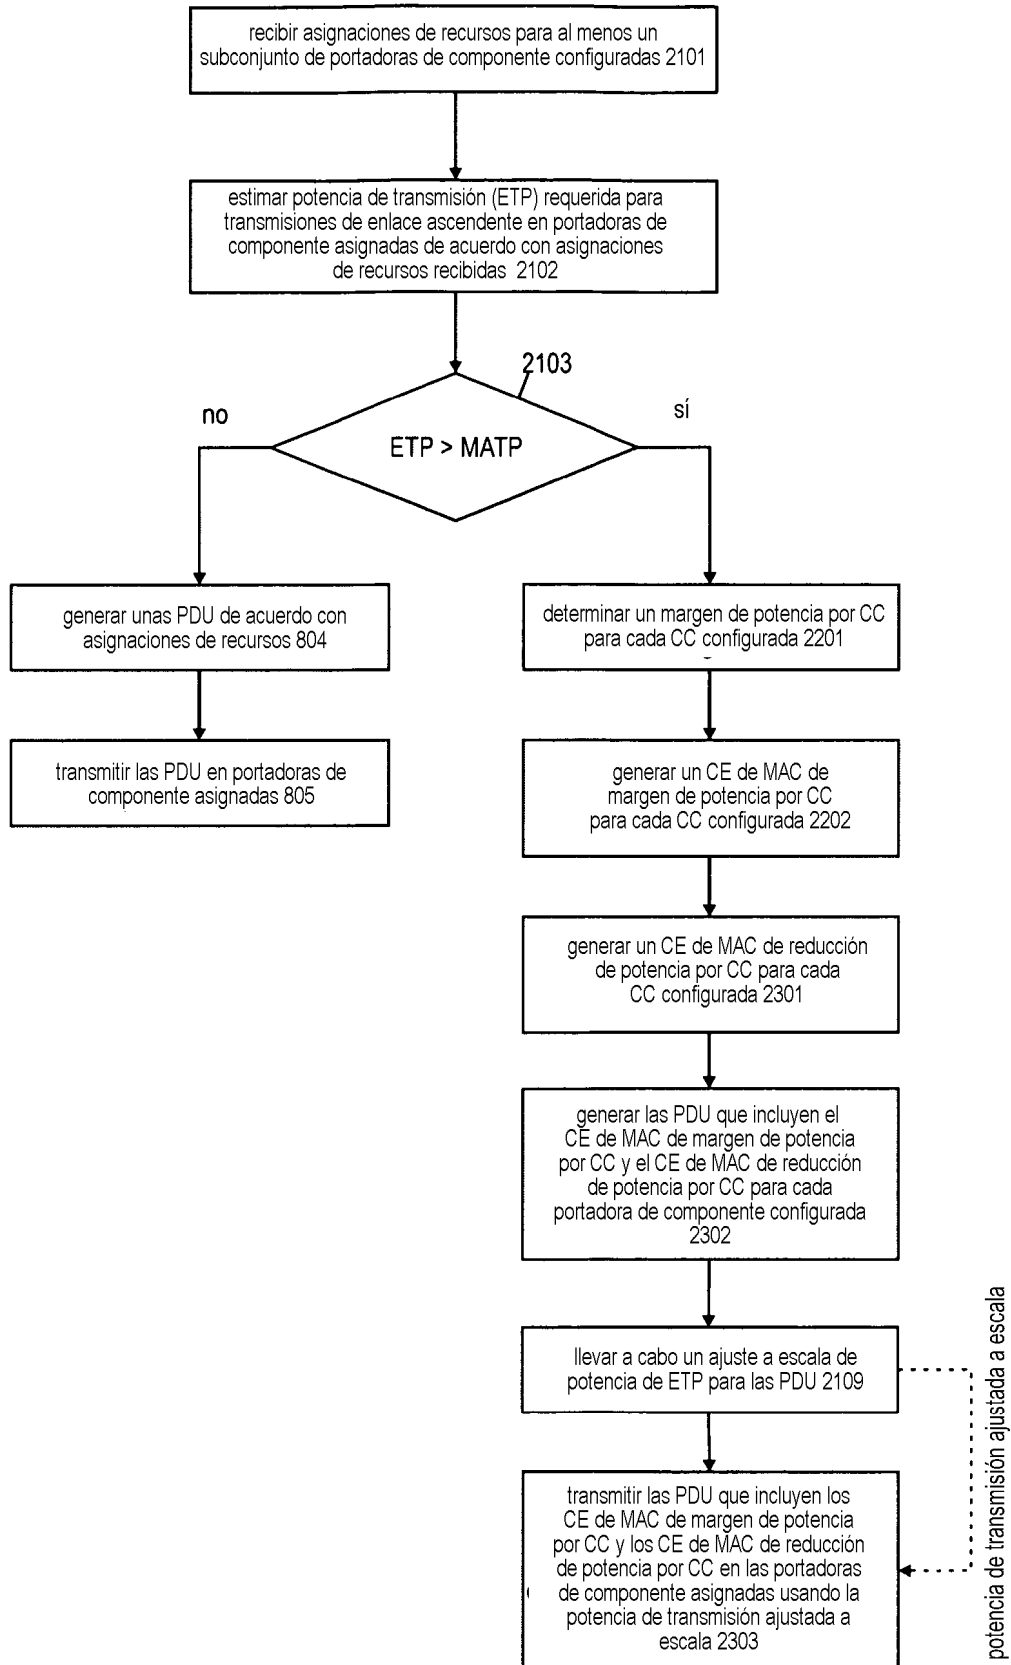 recibir asignaciones de recursos para al menos un
subconjunto de portadoras de componente configuradas 2101
estimar potencia de transmisión (ETP) requerida para
transmisiones de enlace ascendente en portadoras de
componente asignadas de acuerdo con asignaciones
de recursos recibidas 2102
2103
no
sí
ETP > MATP
generar unas PDU de acuerdo con
asignaciones de recursos 804
transmitir las PDU en portadoras de
componente asignadas 805
determinar un margen de potencia por CC
para cada CC configurada 2201
generar un CE de MAC de
margen de potencia por CC
para cada CC configurada 2202
generar un CE de MAC de reducción
de potencia por CC para cada
CC configurada 2301
generar las PDU que incluyen el
CE de MAC de margen de potencia
por CC y el CE de MAC de reducción
de potencia por CC para cada
portadora de componente configurada
2302
llevar a cabo un ajuste a escala de
potencia de ETP para las PDU 2109
potencia de transmisión ajustada a escala
transmitir las PDU que incluyen los
CE de MAC de margen de potencia
por CC y los CE de MAC de reducción
de potencia por CC en las portadoras
de componente asignadas usando la
potencia de transmisión ajustada a
escala 2303